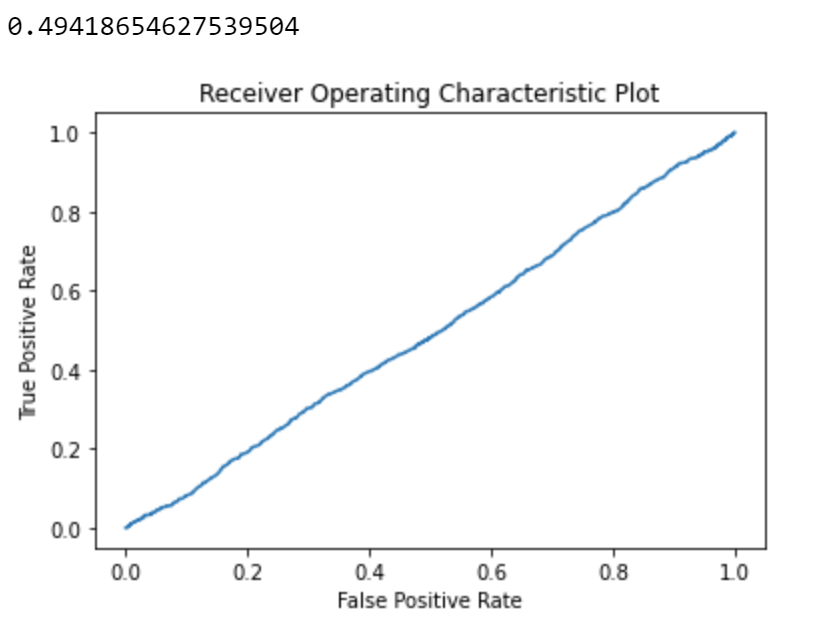 0.49418654627539504
Receiver Operating Characteristic Plot
1.0
0.8
0.6
0.4
0.2
0.0
True Positive Rate
0.0 0.2 0.4 0.6 0.8 1.0
False Positive Rate